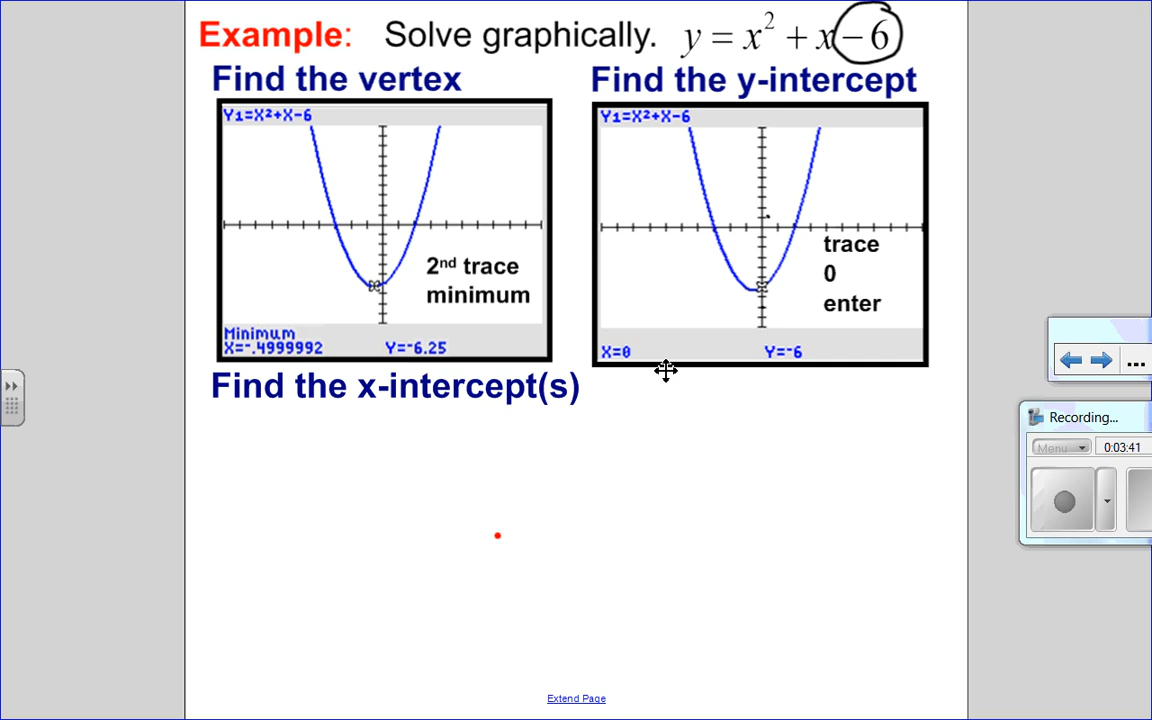 Example: Solve graphically. y = x² + x − 6
Find the vertex
Find the y-intercept
Y1=X²+X-6
2nd trace
minimum
Minimum
X=-.4999992 Y=-6.25
Y1=X²+X-6
trace
0
enter
X=0 Y=-6
Find the x-intercept(s)
...
Recording...
Menu 0:03:41
Extend Page